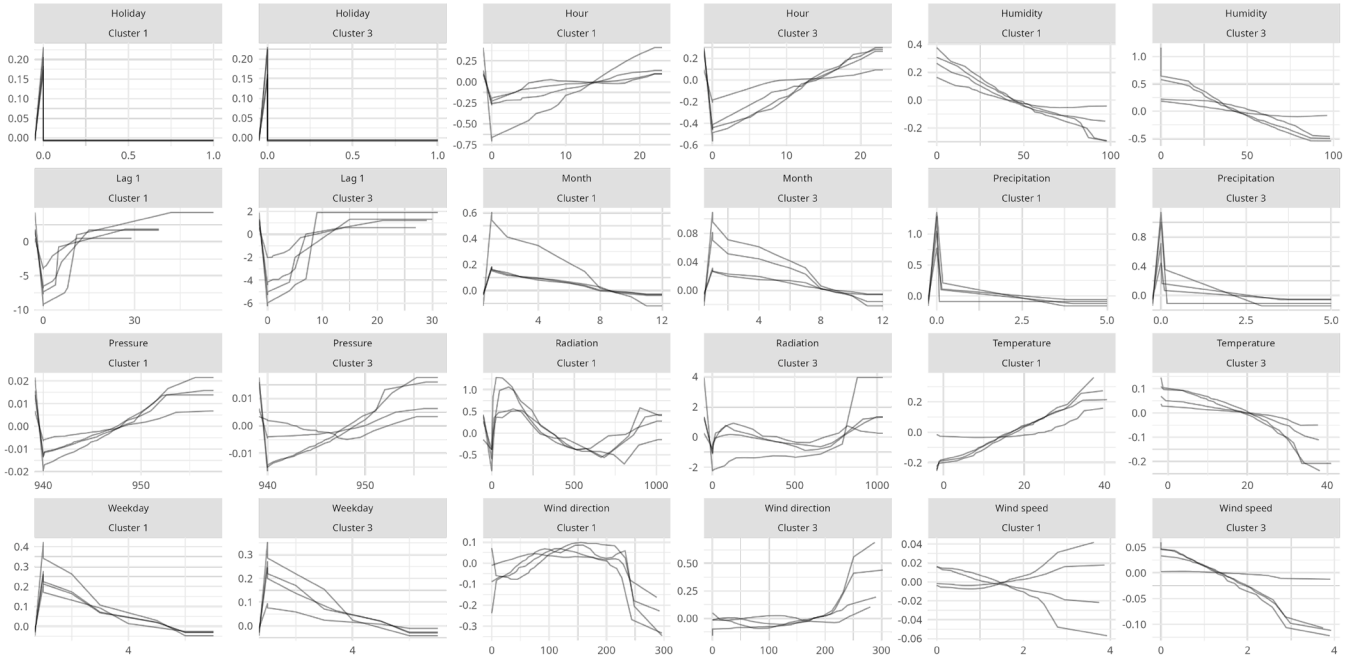 Holiday Holiday Hour Hour Humidity Humidity
Cluster 1 Cluster 3 Cluster 1 Cluster 3 Cluster 1 Cluster 3
0.20 0.20 0.25 0.2 0.4 1.0
0.15 0.15 0.00 0.0 0.2 0.5
0.10 0.10 -0.25 -0.2 0.0 0.0
0.05 0.05 -0.50 -0.4 -0.2 -0.5
0.00 0.00 -0.75 -0.6
0.0 0.5 1.0 0.0 0.5 1.0 0 10 20 0 10 20 0 50 100 0 50 100
Lag 1 Lag 1 Month Month Precipitation Precipitation
Cluster 1 Cluster 3 Cluster 1 Cluster 3 Cluster 1 Cluster 3
0 2 0.6 0.08 1.0 0.8
-5 0 0.4 0.04 0.5 0.4
-10 -2 0.2 0.00 0.0 0.0
-4 0.0
-6
0 30 0 10 20 30 4 8 12 4 8 12 0.0 2.5 5.0 0.0 2.5 5.0
Pressure Pressure Radiation Radiation Temperature Temperature
Cluster 1 Cluster 3 Cluster 1 Cluster 3 Cluster 1 Cluster 3
0.02 0.01 1.0 4 0.2 0.1
0.01 0.00 0.5 2 0.0 0.0
0.00 -0.01 0.0 0 -0.2 -0.1
-0.01 -0.5 -2 -0.2
-0.02
940 950 940 950 0 500 1000 0 500 1000 0 20 40 0 20 40
Weekday Weekday Wind direction Wind direction Wind speed Wind speed
Cluster 1 Cluster 3 Cluster 1 Cluster 3 Cluster 1 Cluster 3
0.4 0.3 0.1 0.50 0.04 0.05
0.3 0.2 0.0 0.25 0.02 0.00
0.2 0.1 -0.1 0.00 0.00 -0.05
0.1 0.0 -0.2 -0.02 -0.10
0.0 -0.3 -0.04
-0.06
4 4 0 100 200 300 0 100 200 300 0 2 4 0 2 4